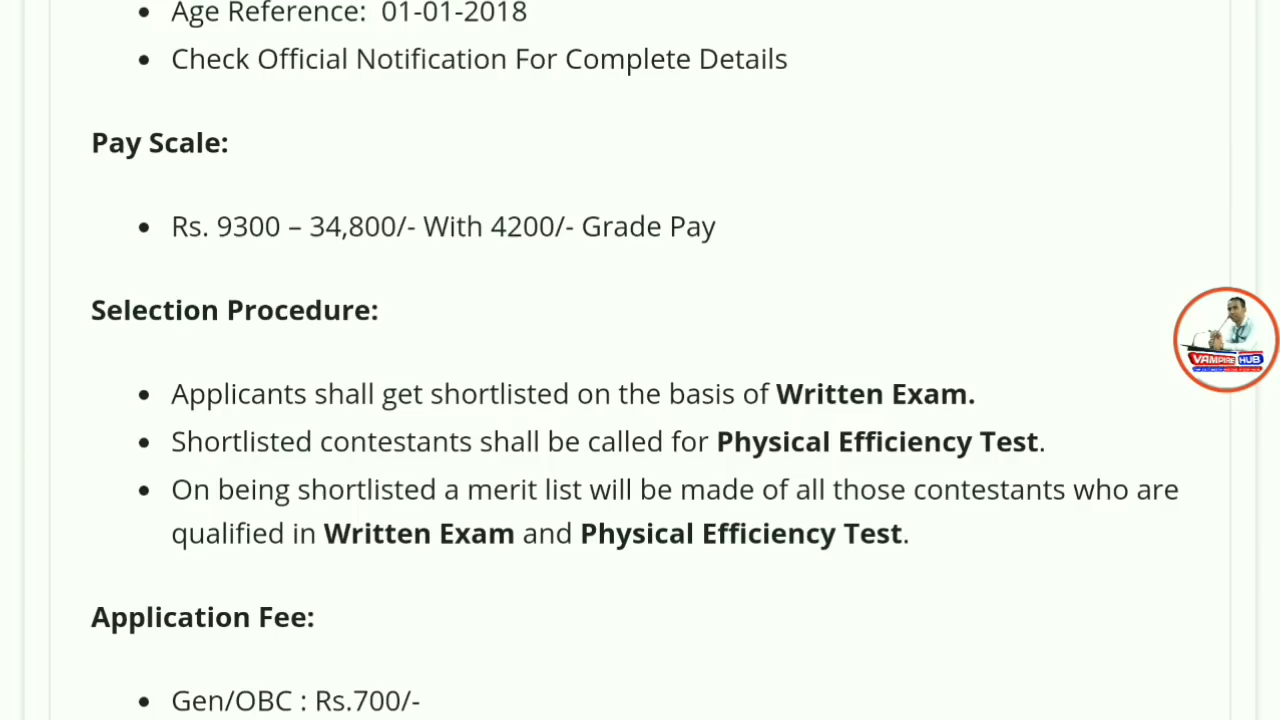 Age Reference: 01-01-2018
Check Official Notification For Complete Details
Pay Scale:
Rs. 9300 – 34,800/- With 4200/- Grade Pay
Selection Procedure:
Applicants shall get shortlisted on the basis of Written Exam.
Shortlisted contestants shall be called for Physical Efficiency Test.
On being shortlisted a merit list will be made of all those contestants who are
qualified in Written Exam and Physical Efficiency Test.
Application Fee:
Gen/OBC : Rs.700/-
VAMPIRE HUB